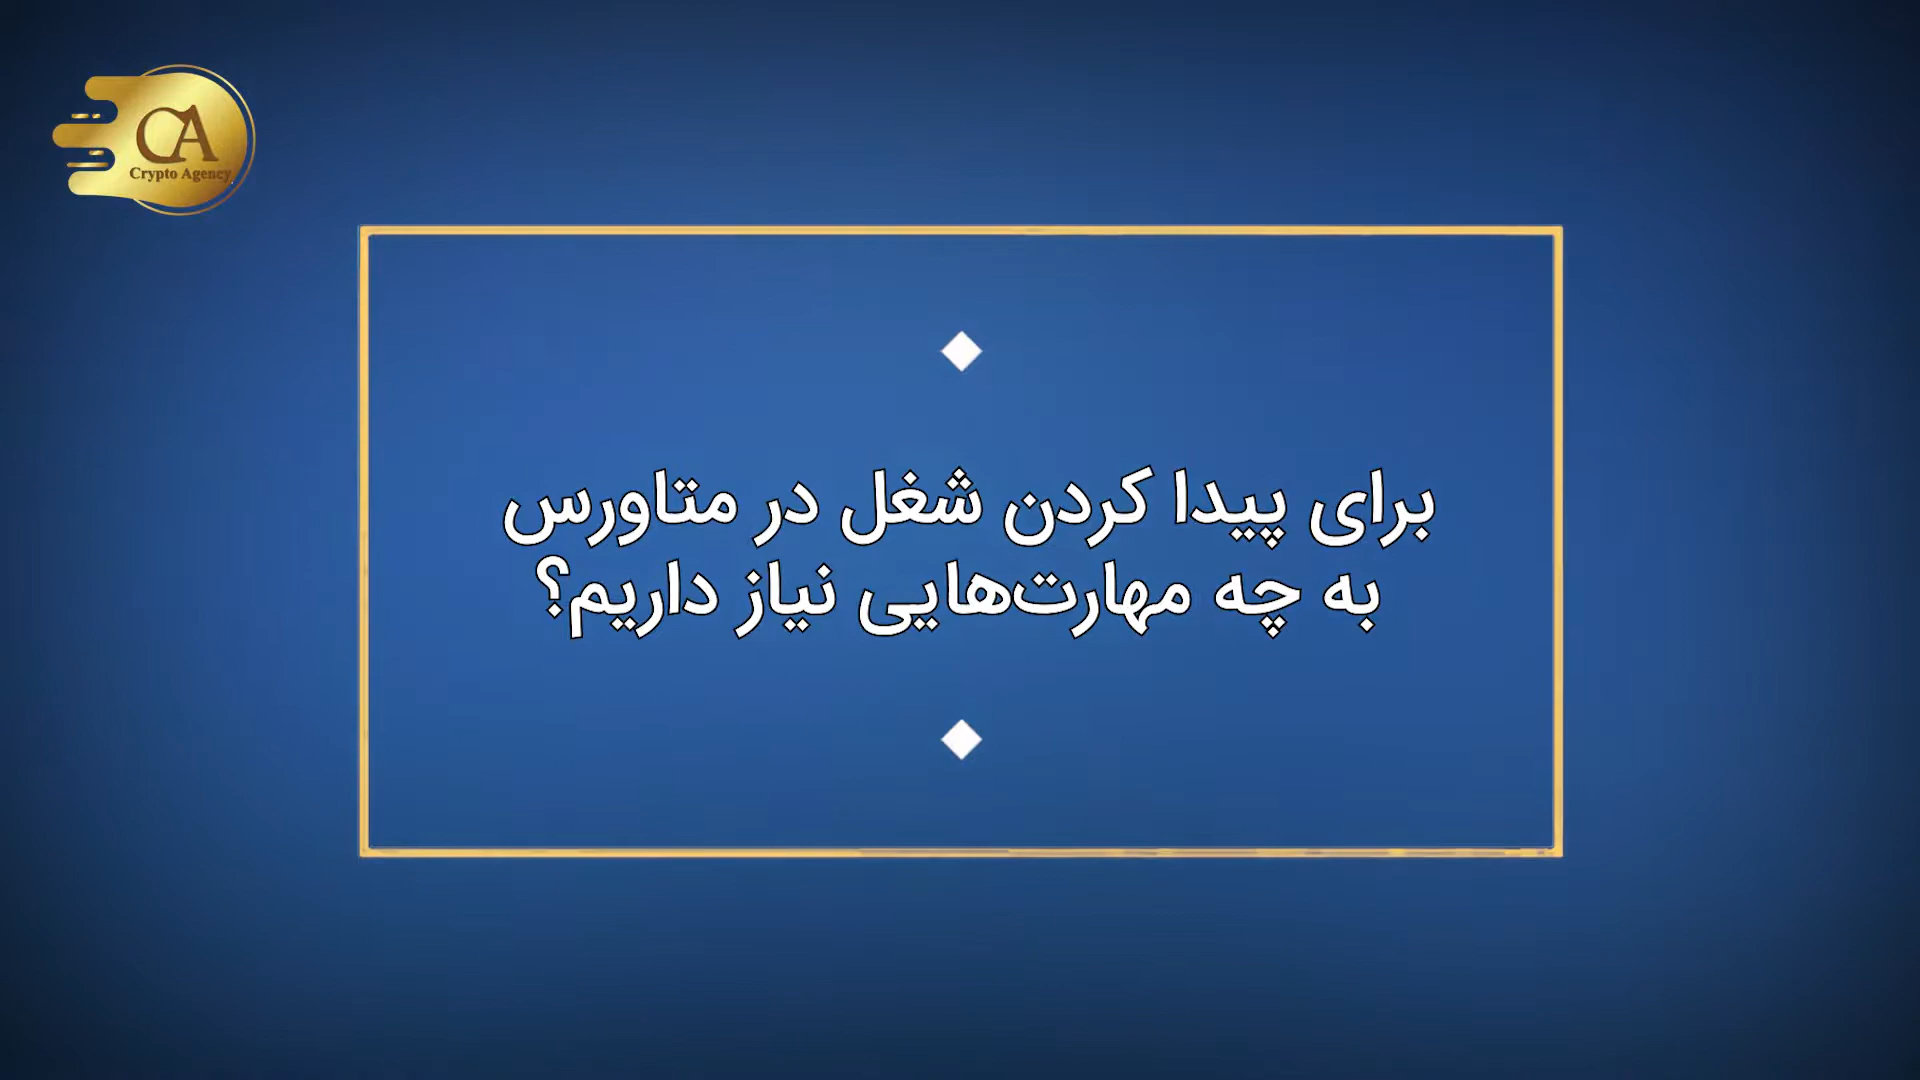 CA
Crypto Agency
برای پیدا کردن شغل در متاورس
به چه مهارت‌هایی نیاز داریم؟